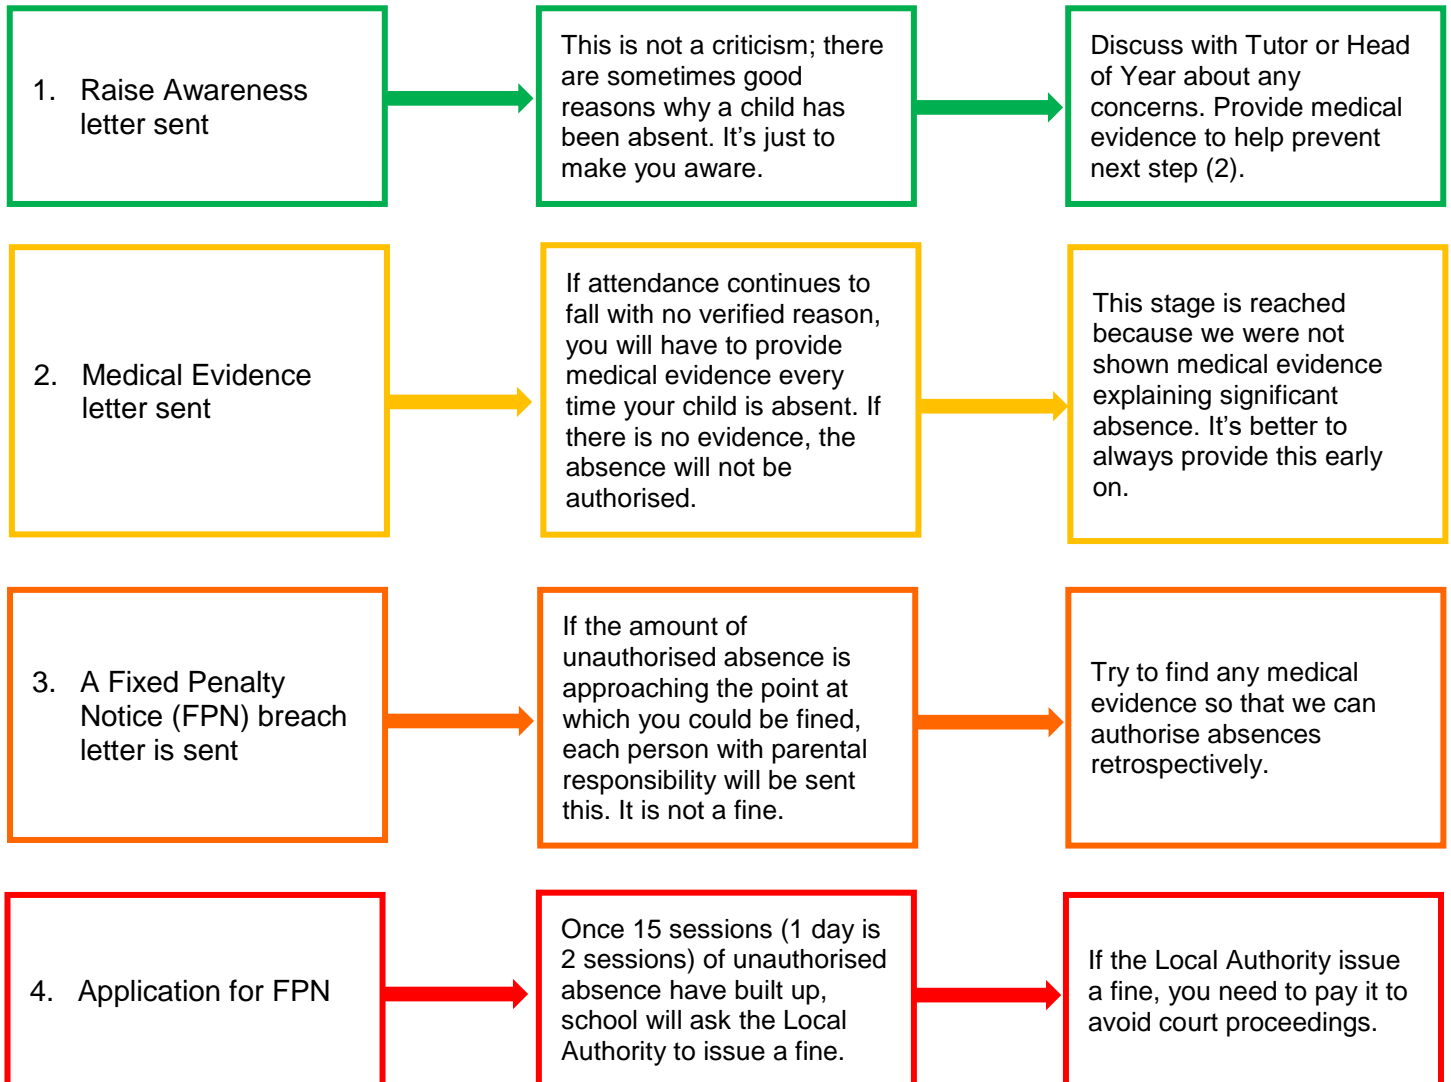 1. Raise Awareness
letter sent
This is not a criticism; there
are sometimes good
reasons why a child has
been absent. It’s just to
make you aware.
Discuss with Tutor or Head
of Year about any
concerns. Provide medical
evidence to help prevent
next step (2).
2. Medical Evidence
letter sent
If attendance continues to
fall with no verified reason,
you will have to provide
medical evidence every
time your child is absent. If
there is no evidence, the
absence will not be
authorised.
This stage is reached
because we were not
shown medical evidence
explaining significant
absence. It’s better to
always provide this early
on.
3. A Fixed Penalty
Notice (FPN) breach
letter is sent
If the amount of
unauthorised absence is
approaching the point at
which you could be fined,
each person with parental
responsibility will be sent
this. It is not a fine.
Try to find any medical
evidence so that we can
authorise absences
retrospectively.
4. Application for FPN
Once 15 sessions (1 day is
2 sessions) of unauthorised
absence have built up,
school will ask the Local
Authority to issue a fine.
If the Local Authority issue
a fine, you need to pay it to
avoid court proceedings.